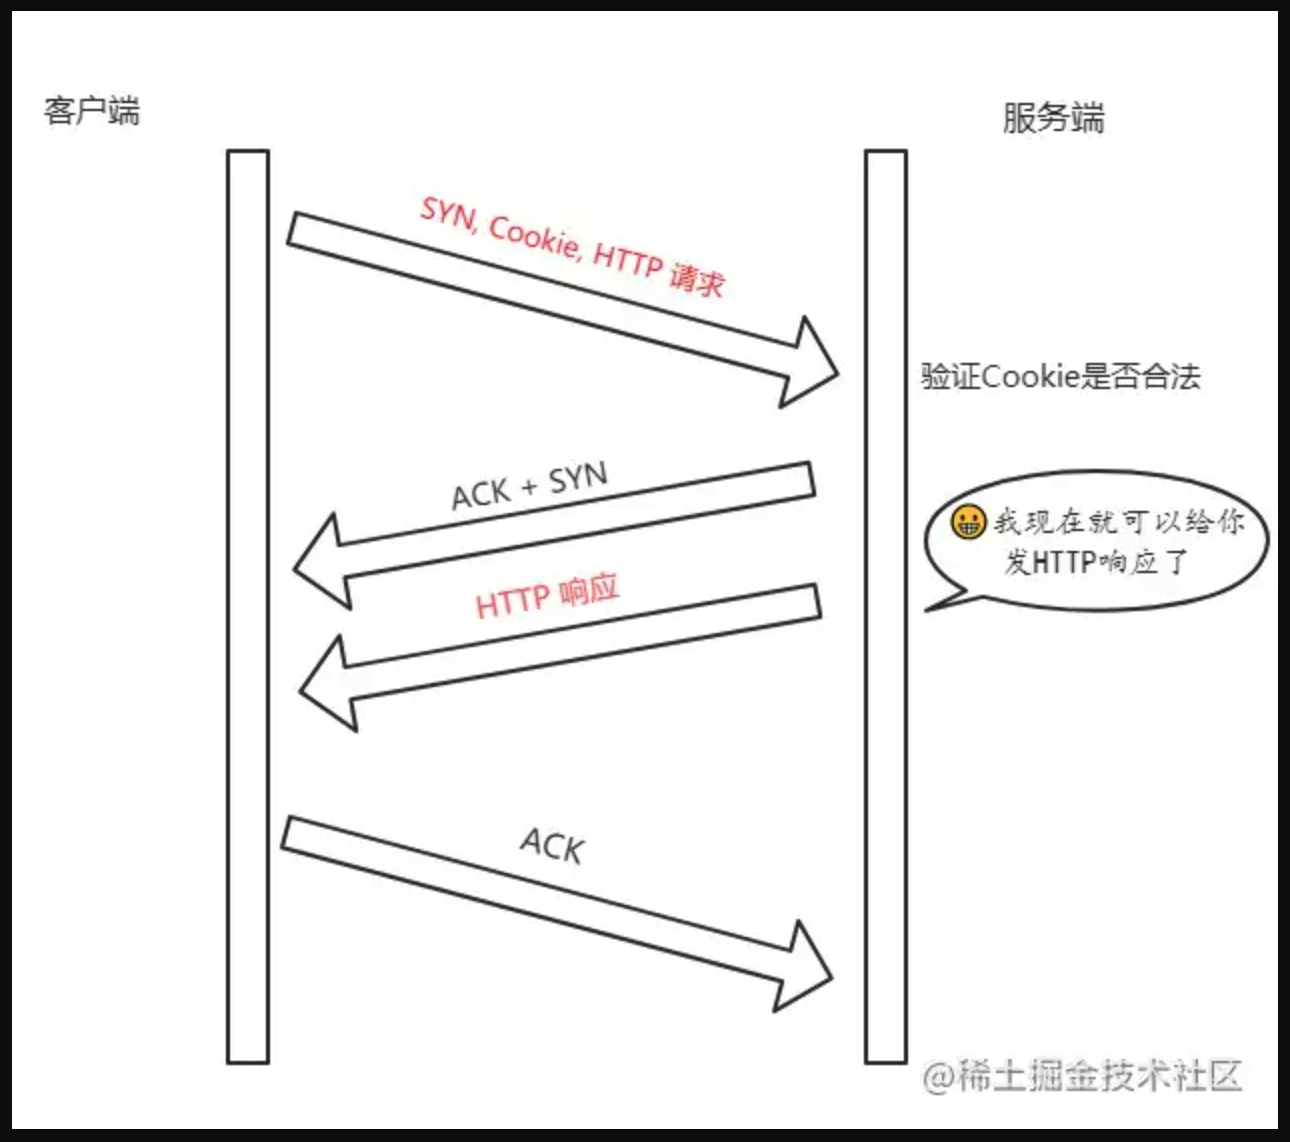 客户端
服务端
SYN, Cookie, HTTP 请求
验证Cookie是否合法
ACK + SYN
😀我现在就可以给你
发HTTP响应了
HTTP 响应
ACK
@稀土掘金技术社区